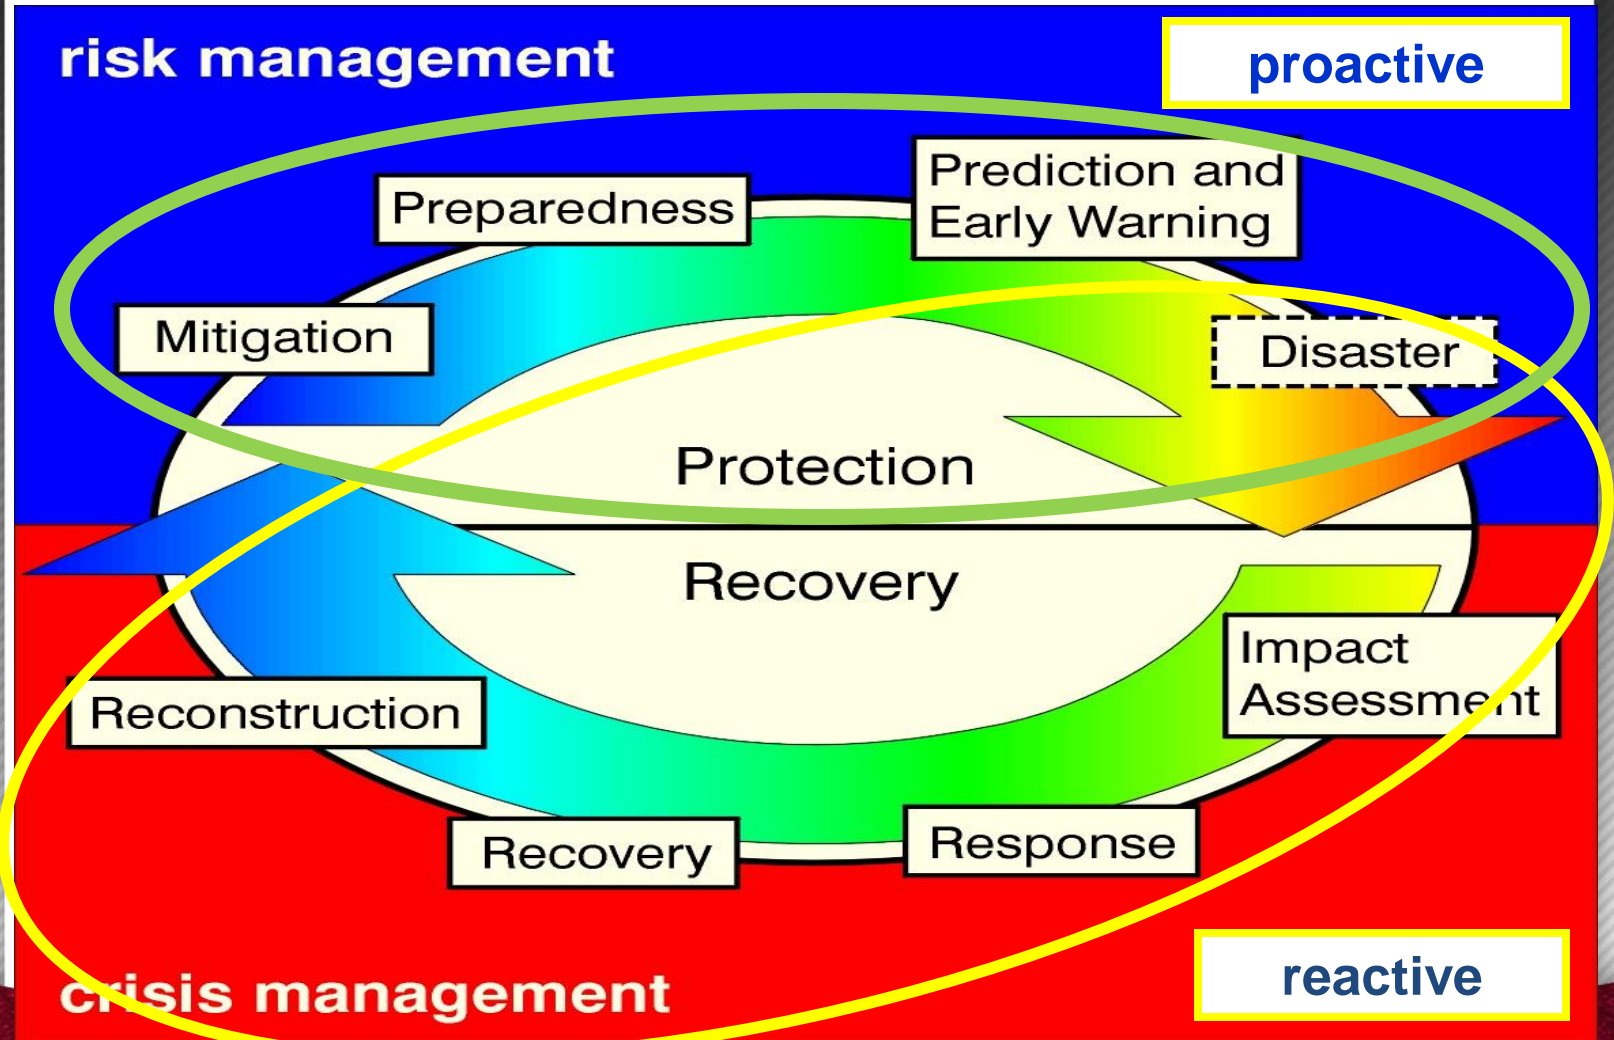 risk management
proactive
Preparedness
Prediction and
Early Warning
Mitigation
Disaster
Protection
Recovery
Impact
Assessment
Reconstruction
Recovery
Response
crisis management
reactive